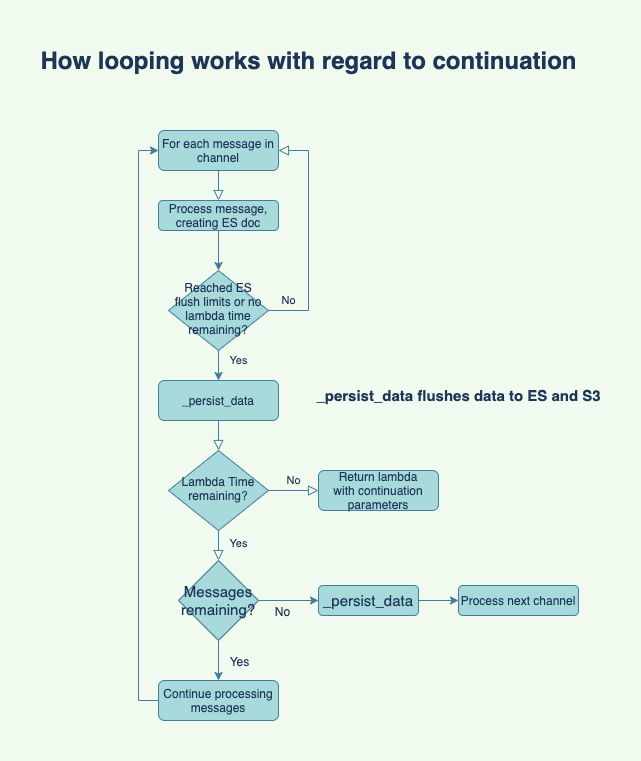 How looping works with regard to continuation
For each message in
channel
Process message,
creating ES doc
Reached ES
flush limits or no
lambda time
remaining?
No
Yes
_persist_data
_persist_data flushes data to ES and S3
Lambda Time
remaining?
No
Return lambda
with continuation
parameters
Yes
Messages
remaining?
No
_persist_data
Process next channel
Yes
Continue processing
messages